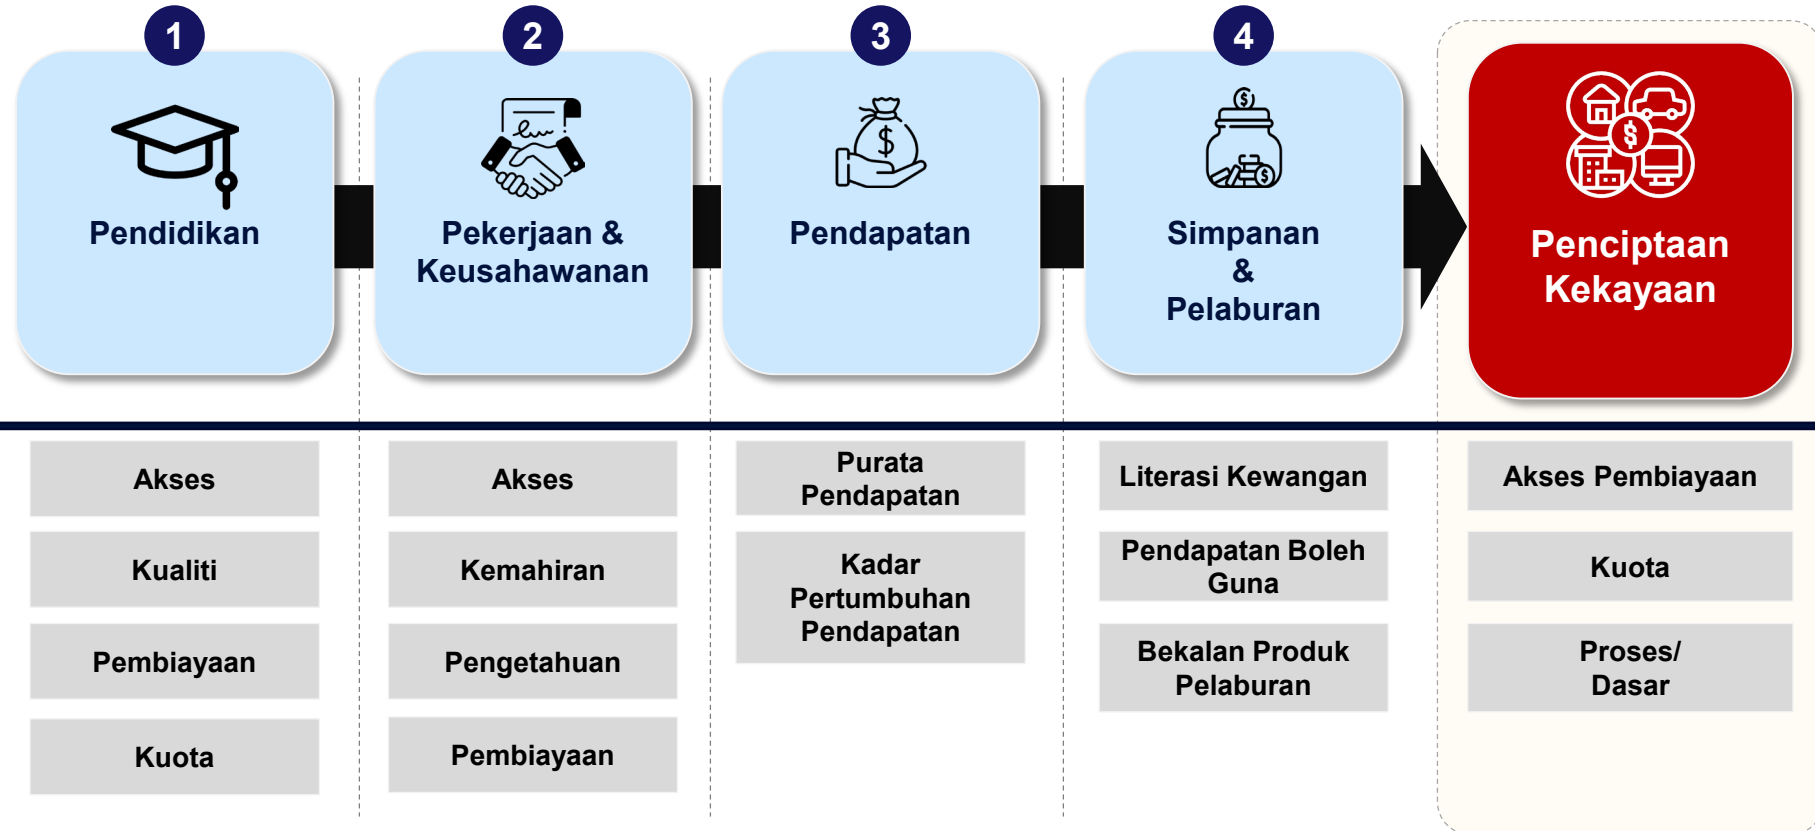 1
Pendidikan
2
Pekerjaan &
Keusahawanan
3
Pendapatan
4
Simpanan
&
Pelaburan
Penciptaan
Kekayaan
Akses
Kualiti
Pembiayaan
Kuota
Akses
Kemahiran
Pengetahuan
Pembiayaan
Purata
Pendapatan
Kadar
Pertumbuhan
Pendapatan
Literasi Kewangan
Pendapatan Boleh
Guna
Bekalan Produk
Pelaburan
Akses Pembiayaan
Kuota
Proses/
Dasar